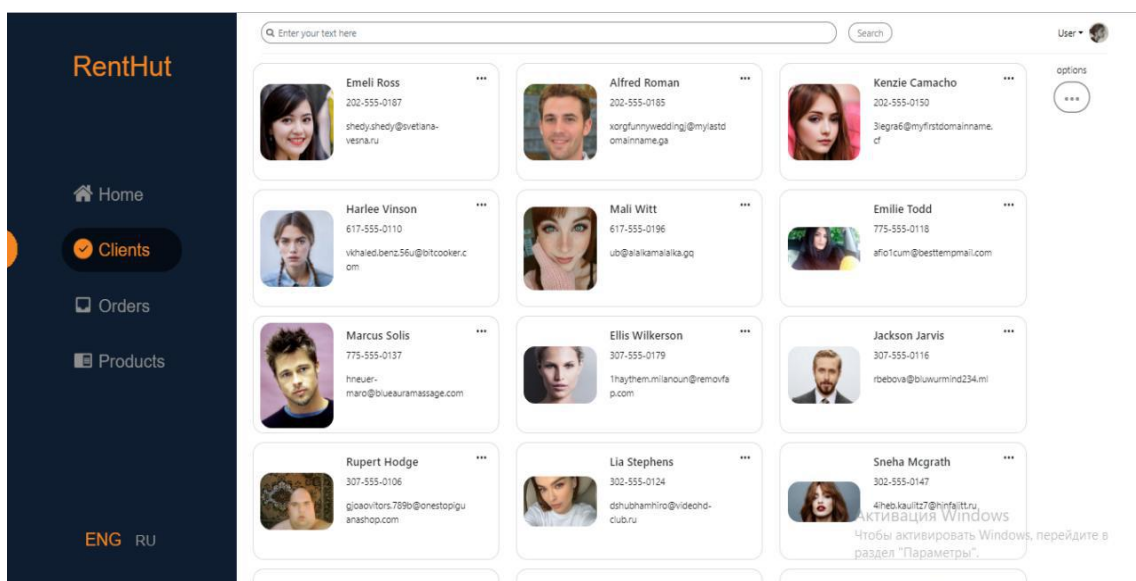 RentHut
Home
Clients
Orders
Products
ENG RU
Enter your text here
Search
User
options
Emeli Ross
202-555-0187
shedy.shedy@svetlana-
vesna.ru
Alfred Roman
202-555-0185
xorgfunnyweddingj@mylastd
omainname.ga
Kenzie Camacho
202-555-0150
3iegra6@myfirstdomainname.
cf
Harlee Vinson
617-555-0110
vkhaled.benz.56u@bitcooker.c
om
Mali Witt
617-555-0196
ub@alalkamalalka.gq
Emilie Todd
775-555-0118
afio1cum@besttempmail.com
Marcus Solis
775-555-0137
hneuer-
maro@blueauramassage.com
Ellis Wilkerson
307-555-0179
1haythem.milanoun@removfa
p.com
Jackson Jarvis
307-555-0116
rbebova@bluwurmind234.ml
Rupert Hodge
307-555-0106
gjoaovitors.789b@onestopigu
anashop.com
Lia Stephens
302-555-0124
dshubhamhiro@videohd-
club.ru
Sneha Mcgrath
302-555-0147
4iheb.kaulitz7@hinfajitt.ru
Активация Windows
Чтобы активировать Windows, перейдите в
раздел "Параметры".